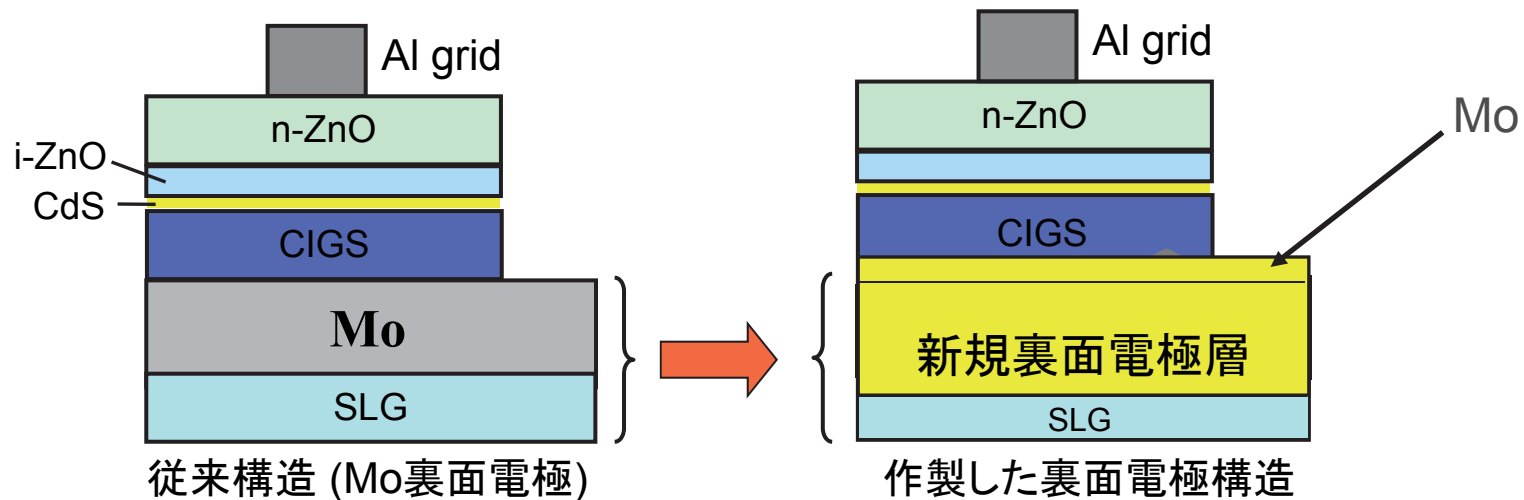 Al grid
n-ZnO
i-ZnO
CdS
CIGS
Mo
SLG
従来構造 (Mo裏面電極)
Al grid
n-ZnO
Mo
CIGS
新規裏面電極層
SLG
作製した裏面電極構造